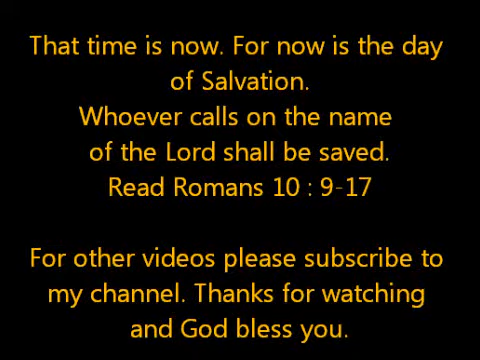 That time is now. For now is the day
of Salvation.
Whoever calls on the name
of the Lord shall be saved.
Read Romans 10 : 9-17
For other videos please subscribe to
my channel. Thanks for watching
and God bless you.